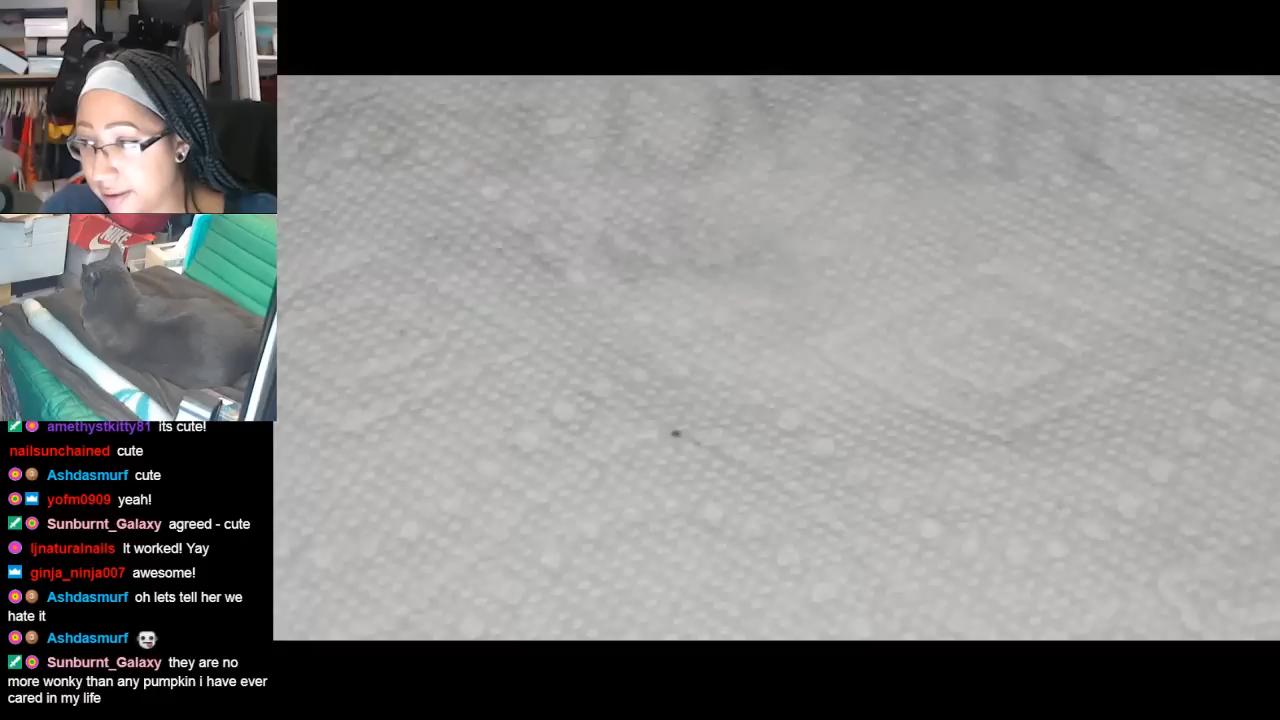 NIKE
amethystkitty81 its cute!
nailsunchained cute
Ashdasmurf cute
yofm0909 yeah!
Sunburnt_Galaxy agreed - cute
ljnaturalnails It worked! Yay
ginja_ninja007 awesome!
Ashdasmurf oh lets tell her we
hate it
Ashdasmurf
Sunburnt_Galaxy they are no
more wonky than any pumpkin i have ever
cared in my life